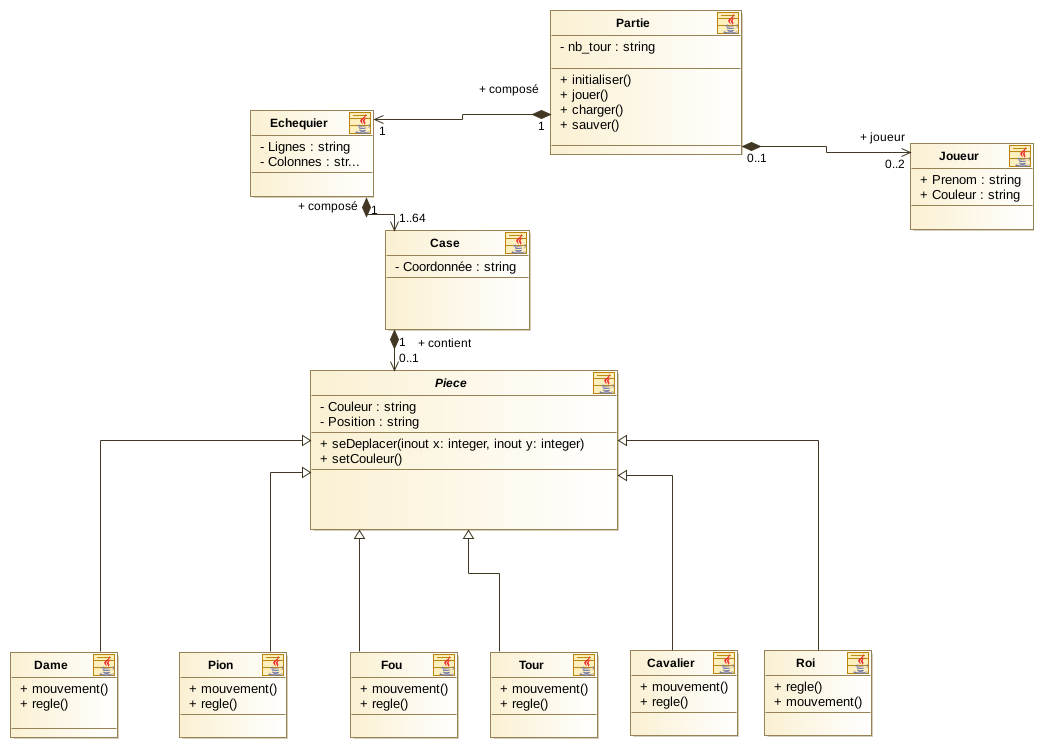 Partie
- nb_tour : string
+ initialiser()
+ jouer()
+ charger()
+ sauver()
+ composé
1
1
Echequier
- Lignes : string
- Colonnes : str...
+ joueur
0..1
0..2
Joueur
+ Prenom : string
+ Couleur : string
+ composé
1
1..64
Case
- Coordonnée : string
1
+ contient
0..1
Piece
- Couleur : string
- Position : string
+ seDeplacer(inout x: integer, inout y: integer)
+ setCouleur()
Dame
+ mouvement()
+ regle()
Pion
+ mouvement()
+ regle()
Fou
+ mouvement()
+ regle()
Tour
+ mouvement()
+ regle()
Cavalier
+ mouvement()
+ regle()
Roi
+ regle()
+ mouvement()